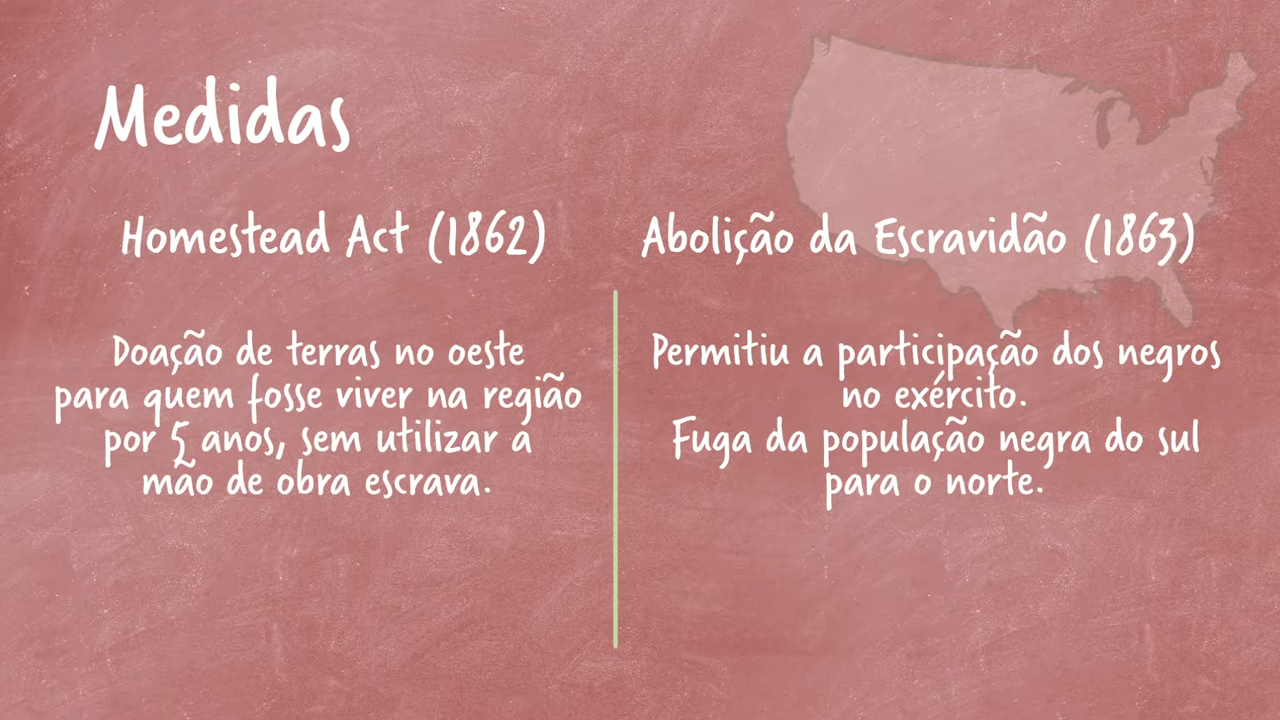 Medidas
Homestead Act (1862)
Doação de terras no oeste
para quem fosse viver na região
por 5 anos, sem utilizar a
mão de obra escrava.
Abolição da Escravidão (1863)
Permitiu a participação dos negros
no exército.
Fuga da população negra do sul
para o norte.